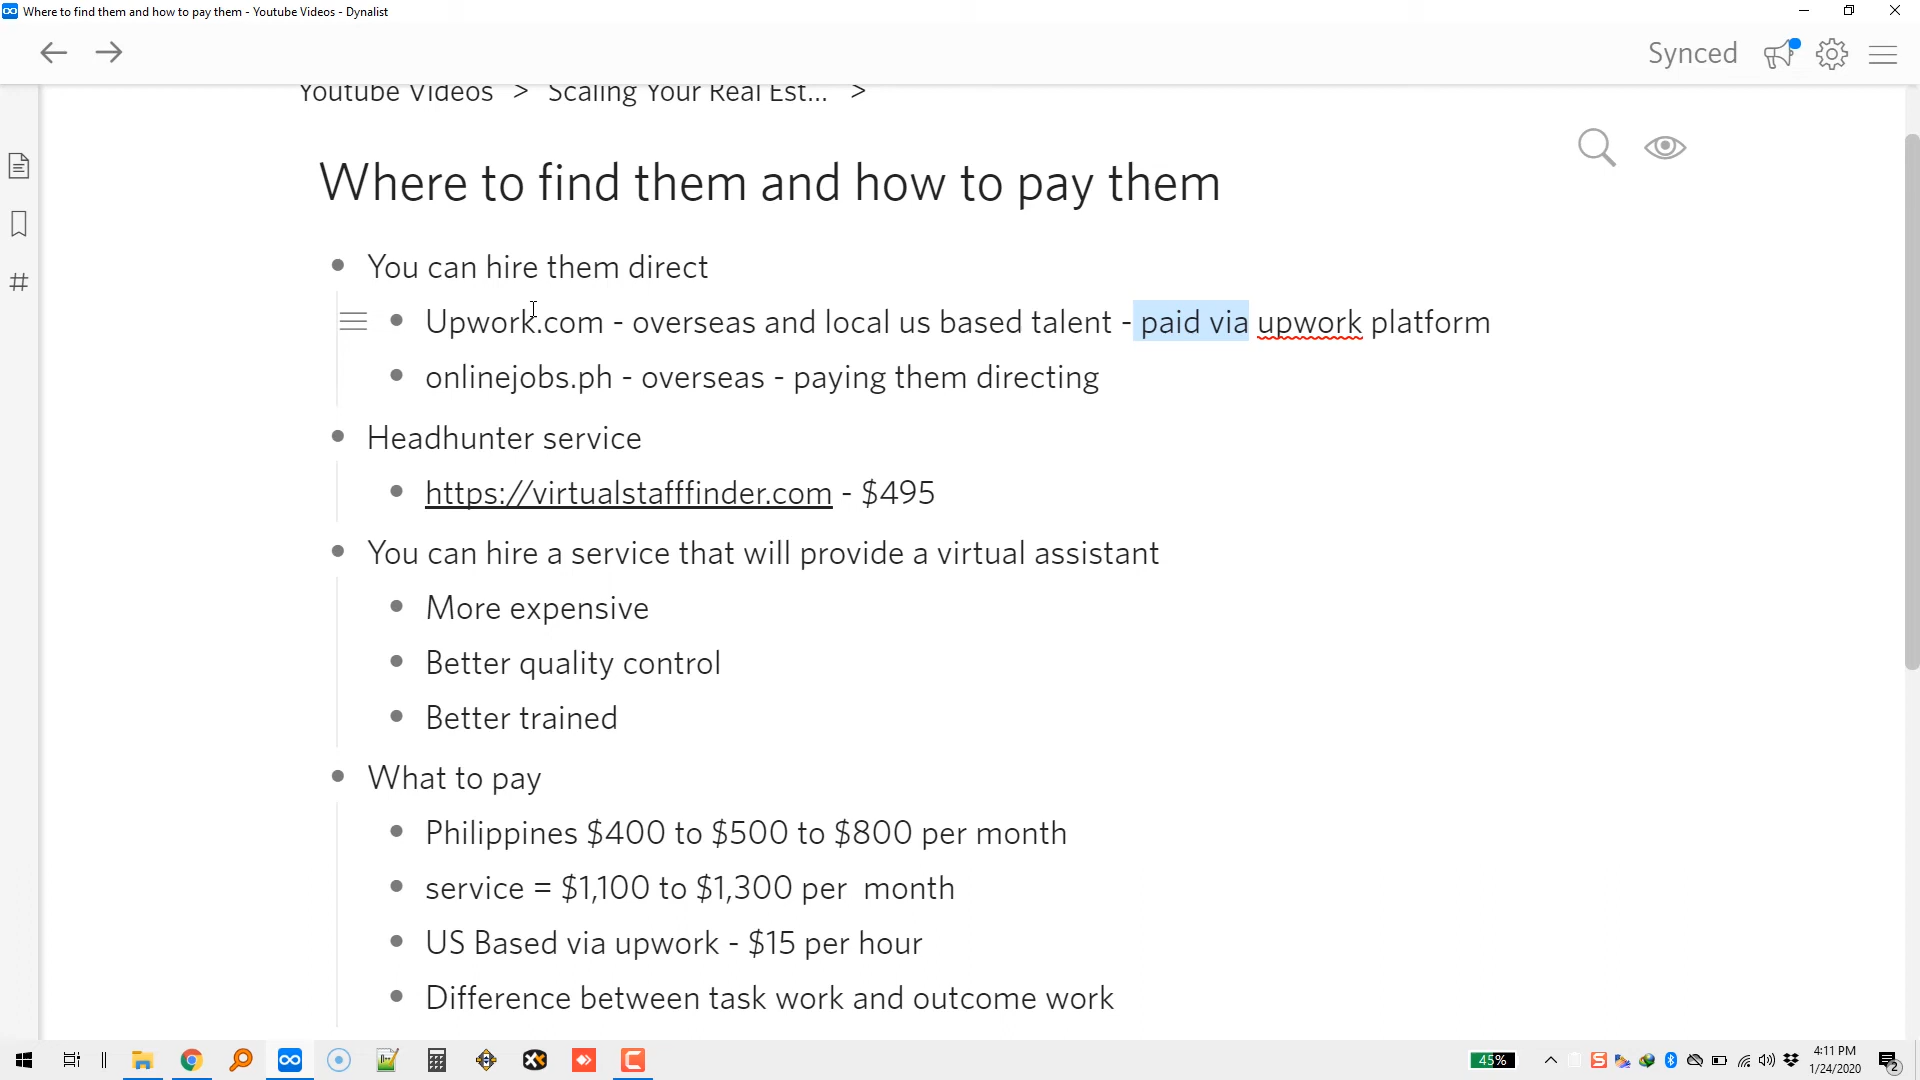 Where to find them and how to pay them - Youtube Videos - Dynalist
Synced
Youtube Videos > Scaling Your Real Est... >
Where to find them and how to pay them
You can hire them direct
Upwork.com - overseas and local us based talent - paid via upwork platform
onlinejobs.ph - overseas - paying them directing
Headhunter service
https://virtualstafffinder.com - $495
You can hire a service that will provide a virtual assistant
More expensive
Better quality control
Better trained
What to pay
Philippines $400 to $500 to $800 per month
service = $1,100 to $1,300 per  month
US Based via upwork - $15 per hour
Difference between task work and outcome work
45%
4:11 PM
1/24/2020
2